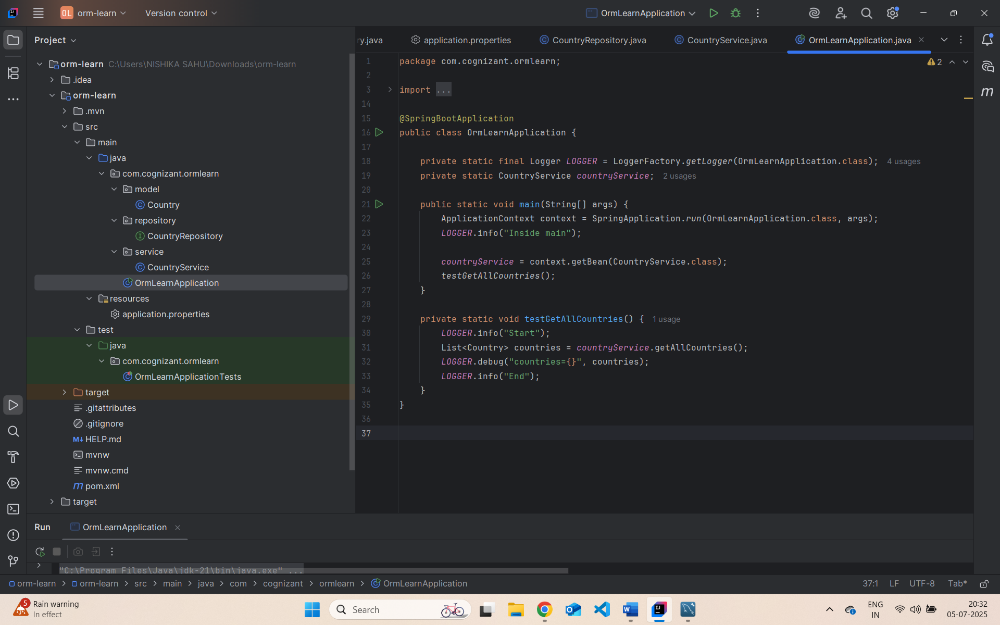 OL orm-learn Version control OrmLearnApplication
Project
orm-learn C:\Users\NISHIKA SAHU\Downloads\orm-learn
.idea
orm-learn
.mvn
src
main
java
com.cognizant.ormlearn
model
Country
repository
CountryRepository
service
CountryService
OrmLearnApplication
resources
application.properties
test
java
com.cognizant.ormlearn
OrmLearnApplicationTests
target
.gitattributes
.gitignore
M↓ HELP.md
mvnw
mvnw.cmd
m pom.xml
target
ry.java application.properties CountryRepository.java CountryService.java OrmLearnApplication.java
2
m
1 package com.cognizant.ormlearn;
2
3 import ...
14
15 @SpringBootApplication
16 public class OrmLearnApplication {
17
18 private static final Logger LOGGER = LoggerFactory.getLogger(OrmLearnApplication.class); 4 usages
19 private static CountryService countryService; 2 usages
20
21 public static void main(String[] args) {
22 ApplicationContext context = SpringApplication.run(OrmLearnApplication.class, args);
23 LOGGER.info("Inside main");
24
25 countryService = context.getBean(CountryService.class);
26 testGetAllCountries();
27 }
28
29 private static void testGetAllCountries() { 1 usage
30 LOGGER.info("Start");
31 List<Country> countries = countryService.getAllCountries();
32 LOGGER.debug("countries={}", countries);
33 LOGGER.info("End");
34 }
35 }
36
37
Run OrmLearnApplication
"C:\Program Files\Java\jdk-21\bin\java.exe" ...
orm-learn > orm-learn > src > main > java > com > cognizant > ormlearn > OrmLearnApplication 37:1 LF UTF-8 Tab*
5 Rain warning
In effect
Search
ENG
IN
20:32
05-07-2025